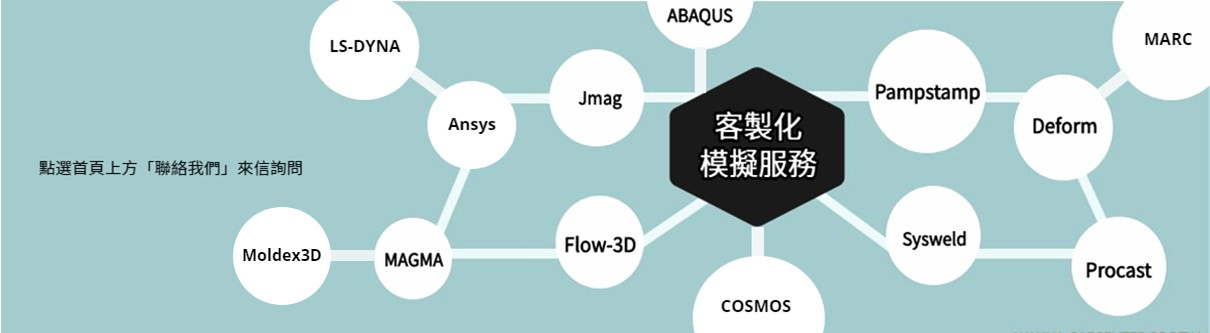 ABAQUS
LS-DYNA
MARC
Jmag
Pampstamp
Ansys
Deform
客製化
模擬服務
點選首頁上方「聯絡我們」來信詢問
Moldex3D
MAGMA
Flow-3D
Sysweld
Procast
COSMOS